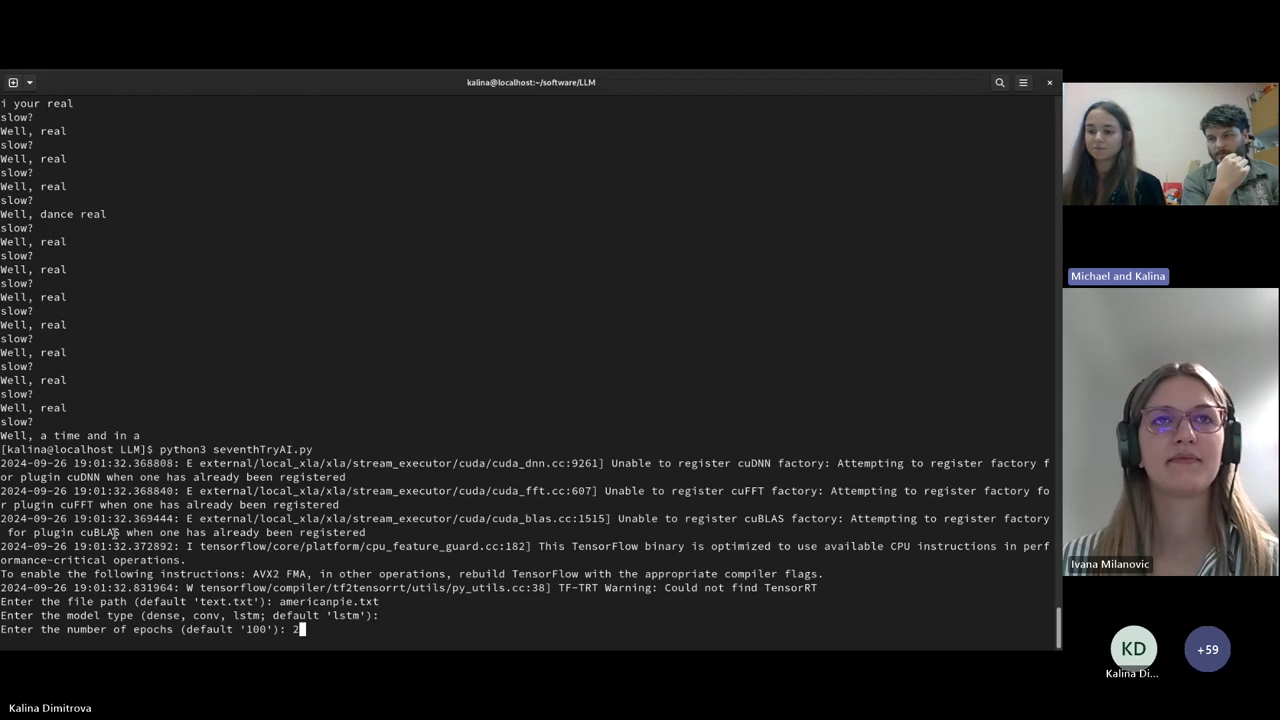 kalina@localhost:~/software/LLM
i your real
slow?
Well, real
slow?
Well, real
slow?
Well, real
slow?
Well, dance real
slow?
Well, real
slow?
Well, real
slow?
Well, real
slow?
Well, real
slow?
Well, real
slow?
Well, real
slow?
Well, real
slow?
Well, a time and in a
[kalina@localhost LLM]$ python3 seventhTryAI.py
2024-09-26 19:01:32.368808: E external/local_xla/xla/stream_executor/cuda/cuda_dnn.cc:9261] Unable to register cuDNN factory: Attempting to register factory f
or plugin cuDNN when one has already been registered
2024-09-26 19:01:32.368840: E external/local_xla/xla/stream_executor/cuda/cuda_fft.cc:607] Unable to register cuFFT factory: Attempting to register factory fo
r plugin cuFFT when one has already been registered
2024-09-26 19:01:32.369444: E external/local_xla/xla/stream_executor/cuda/cuda_blas.cc:1515] Unable to register cuBLAS factory: Attempting to register factory
 for plugin cuBLAS when one has already been registered
2024-09-26 19:01:32.372892: I tensorflow/core/platform/cpu_feature_guard.cc:182] This TensorFlow binary is optimized to use available CPU instructions in perf
ormance-critical operations.
To enable the following instructions: AVX2 FMA, in other operations, rebuild TensorFlow with the appropriate compiler flags.
2024-09-26 19:01:32.831964: W tensorflow/compiler/tf2tensorrt/utils/py_utils.cc:38] TF-TRT Warning: Could not find TensorRT
Enter the file path (default 'text.txt'): americanpie.txt
Enter the model type (dense, conv, lstm; default 'lstm'):
Enter the number of epochs (default '100'): 2
Michael and Kalina
Ivana Milanovic
KD
Kalina Di...
+59
Kalina Dimitrova